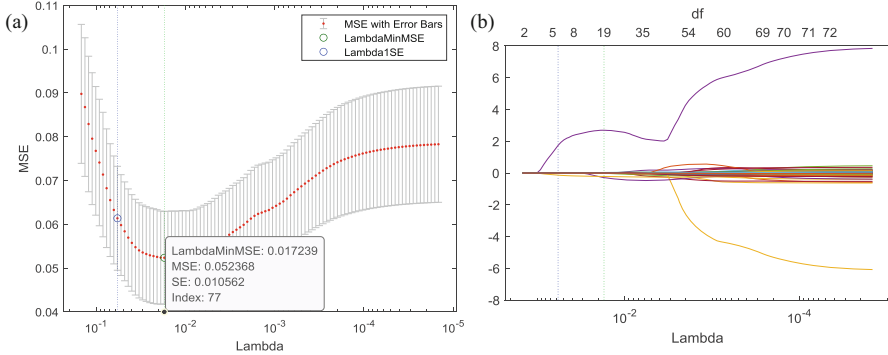 (a)
0.11
0.1
0.09
0.08
0.07
0.06
0.05
0.04
MSE
MSE with Error Bars
LambdaMinMSE
Lambda1SE
LambdaMinMSE: 0.017239
MSE: 0.052368
SE: 0.010562
Index: 77
10⁻¹ 10⁻² 10⁻³ 10⁻⁴ 10⁻⁵
Lambda
(b)
df
2 5 8 19 35 54 60 69 70 71 72
8
6
4
2
0
-2
-4
-6
-8
10⁻² 10⁻⁴
Lambda